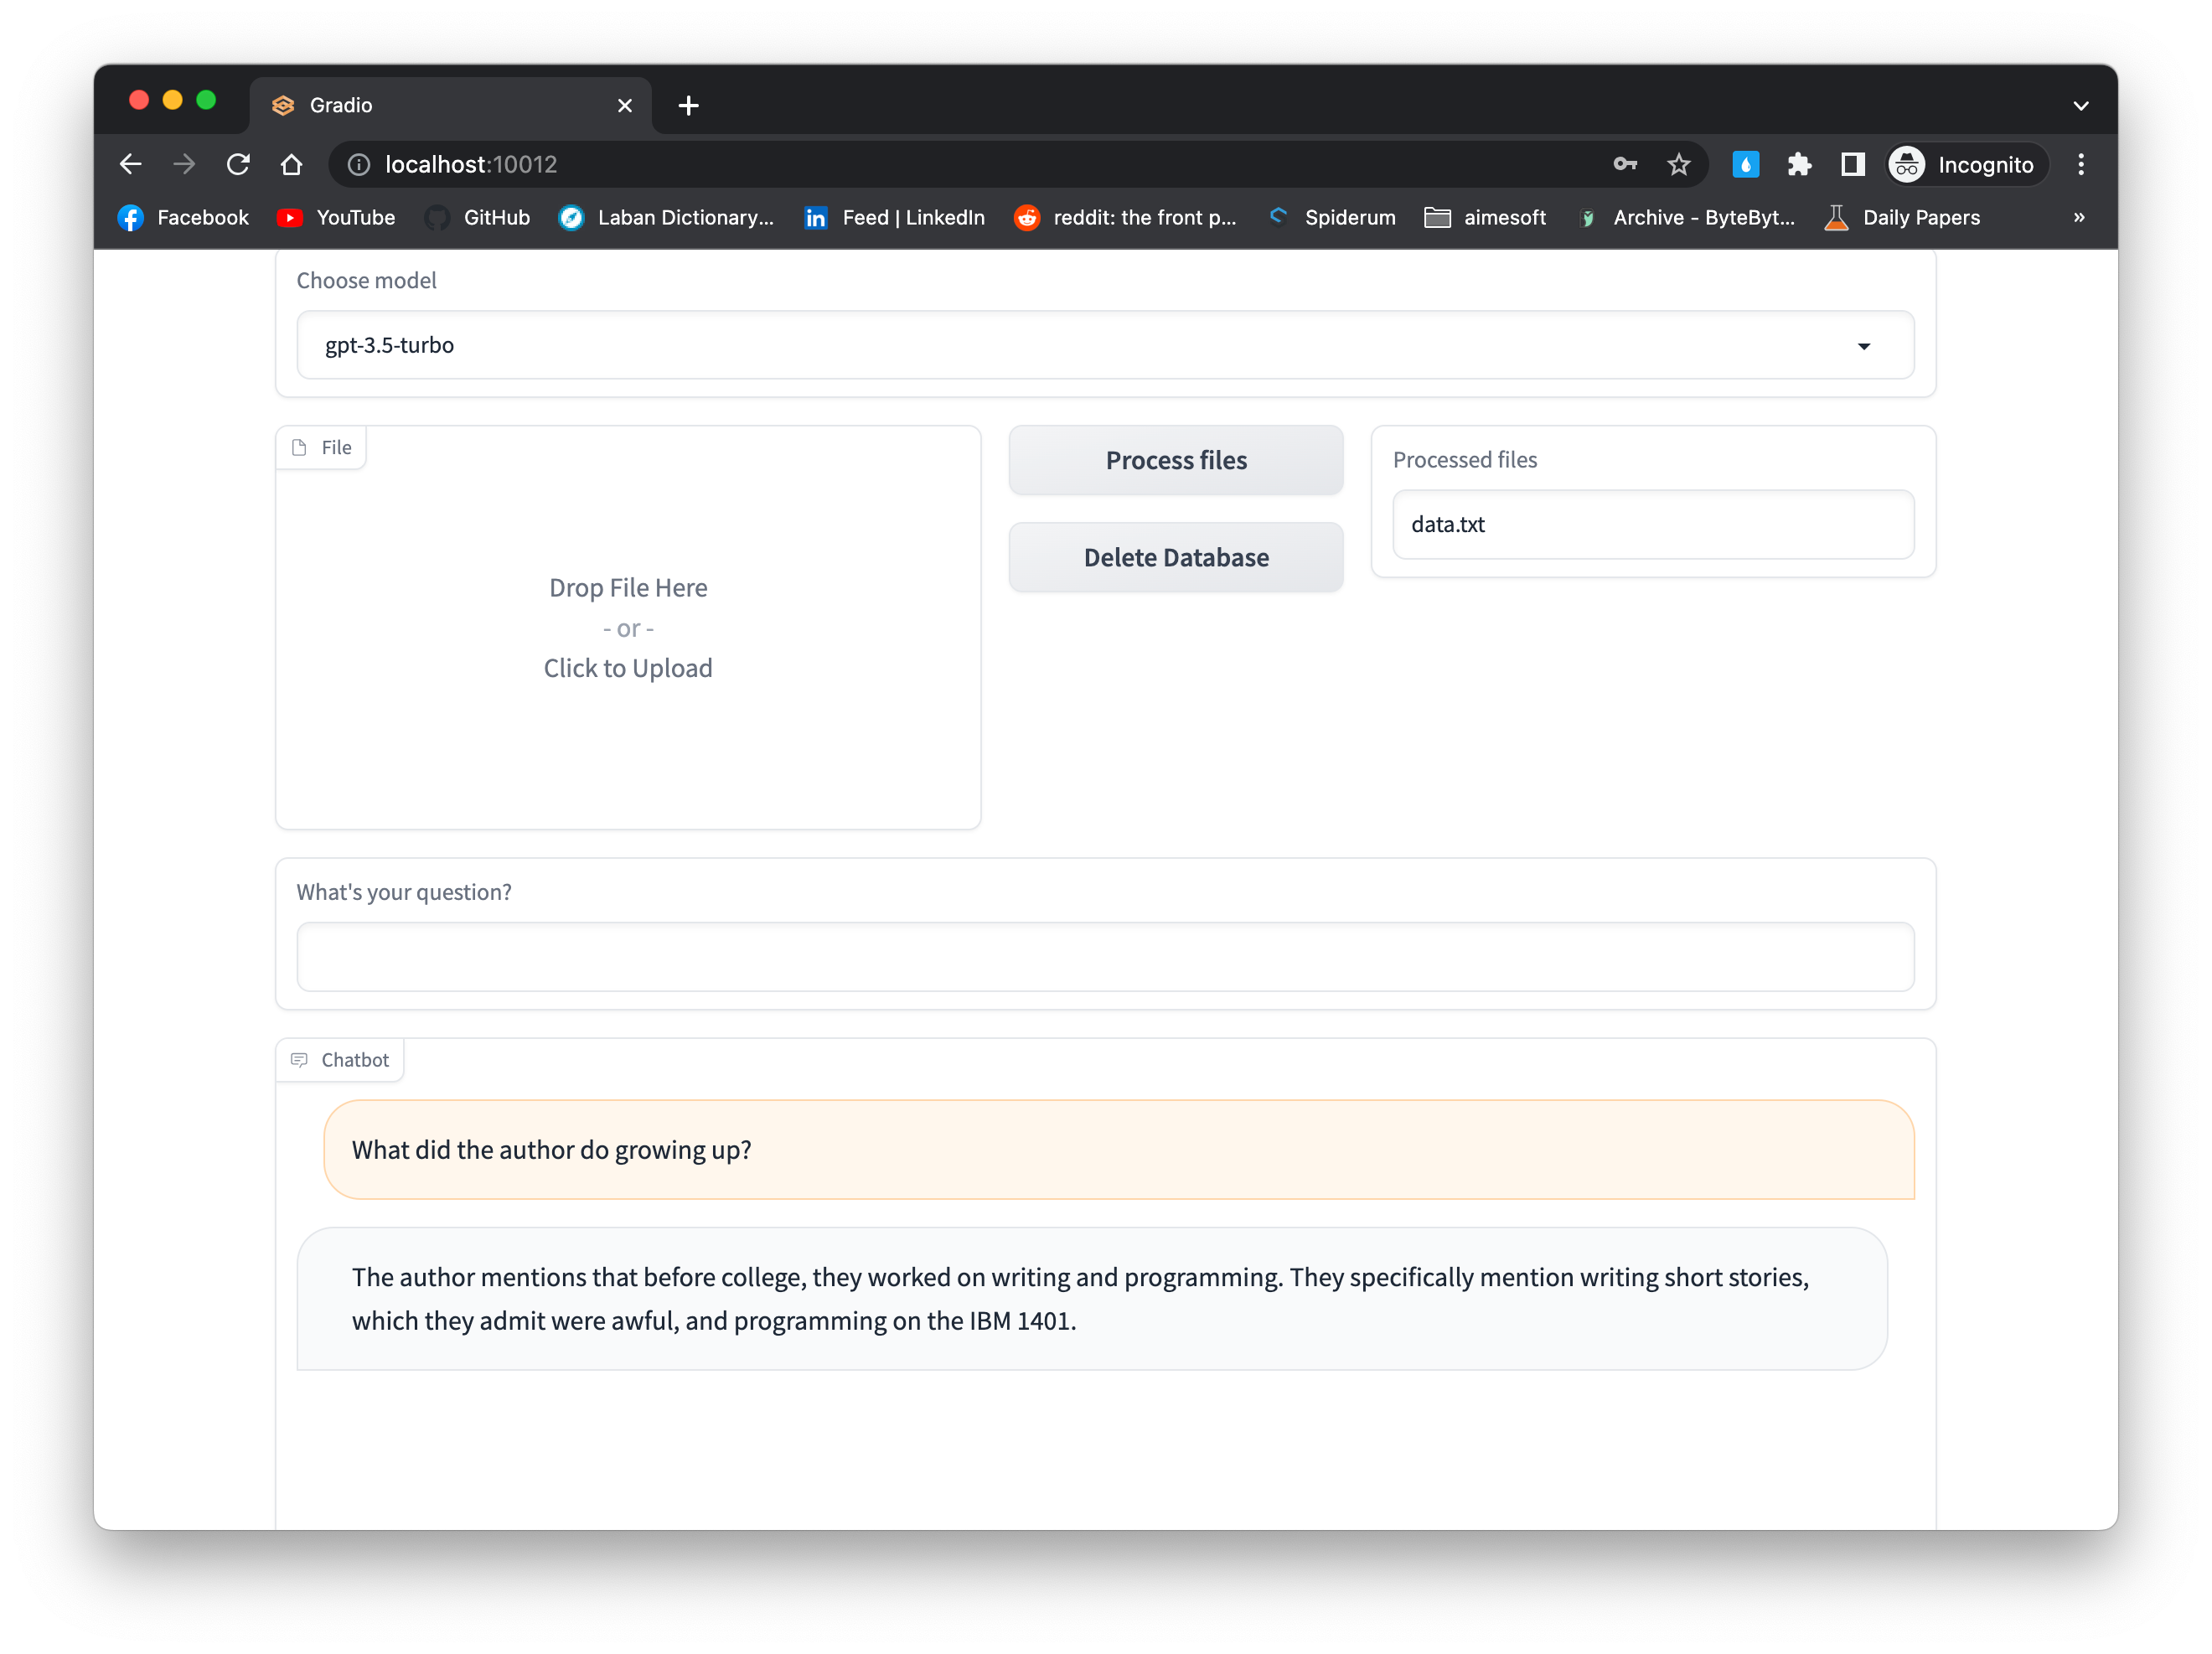 Gradio
localhost:10012
Incognito
Facebook
YouTube
GitHub
Laban Dictionary...
Feed | LinkedIn
reddit: the front p...
Spiderum
aimesoft
Archive - ByteByt...
Daily Papers
»
Choose model
gpt-3.5-turbo
File
Drop File Here
- or -
Click to Upload
Process files
Delete Database
Processed files
data.txt
What's your question?
Chatbot
What did the author do growing up?
The author mentions that before college, they worked on writing and programming. They specifically mention writing short stories,
which they admit were awful, and programming on the IBM 1401.